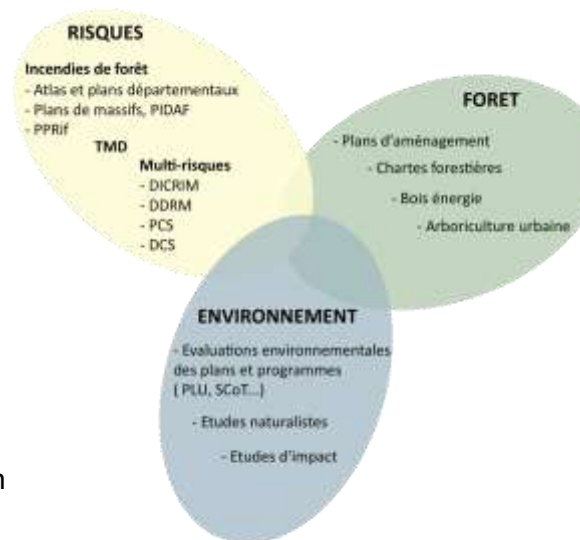 RISQUES
Incendies de forêt
- Atlas et plans départementaux
- Plans de massifs, PIDAF
- PPRif
TMD
Multi-risques
- DICRIM
- DDRM
- PCS
- DCS
FORET
- Plans d'aménagement
- Chartes forestières
- Bois énergie
- Arboriculture urbaine
ENVIRONNEMENT
- Evaluations environnementales
des plans et programmes
( PLU, SCoT...)
- Etudes naturalistes
- Etudes d'impact